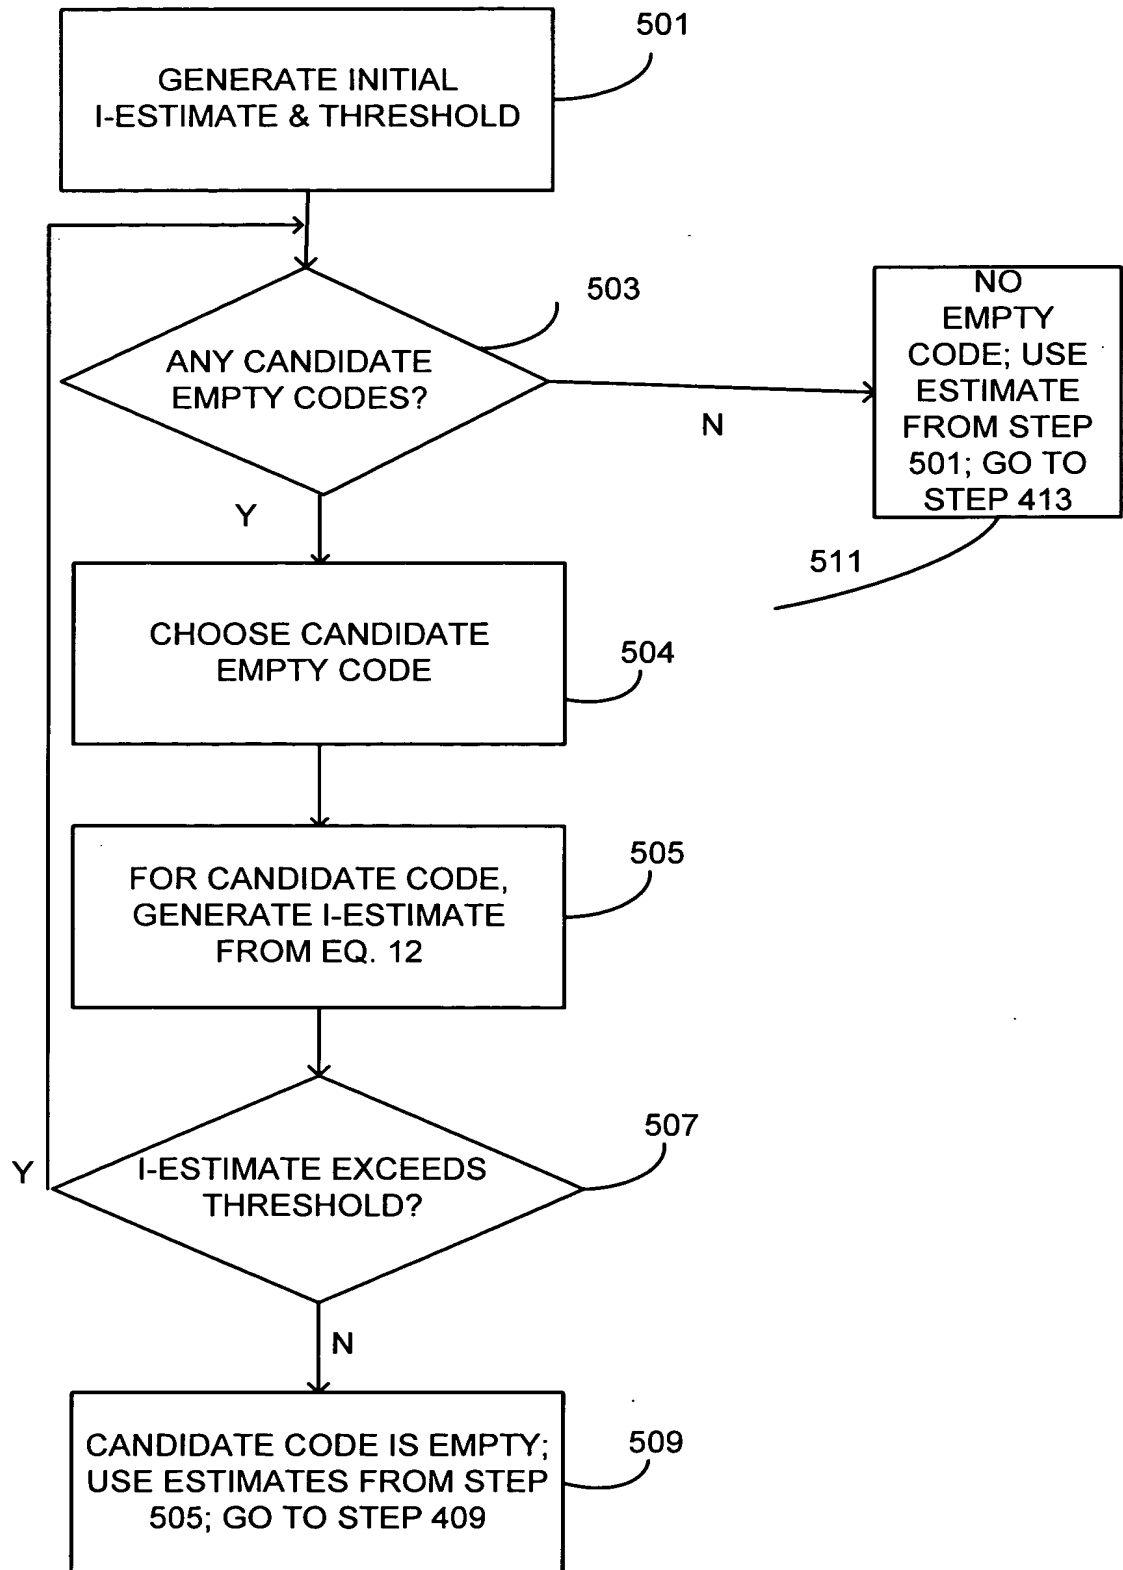 501
GENERATE INITIAL
I-ESTIMATE & THRESHOLD
503
ANY CANDIDATE
EMPTY CODES?
N
Y
NO
EMPTY
CODE; USE
ESTIMATE
FROM STEP
501; GO TO
STEP 413
511
CHOOSE CANDIDATE
EMPTY CODE
504
FOR CANDIDATE CODE,
GENERATE I-ESTIMATE
FROM EQ. 12
505
I-ESTIMATE EXCEEDS
THRESHOLD?
507
Y
N
CANDIDATE CODE IS EMPTY;
USE ESTIMATES FROM STEP
505; GO TO STEP 409
509